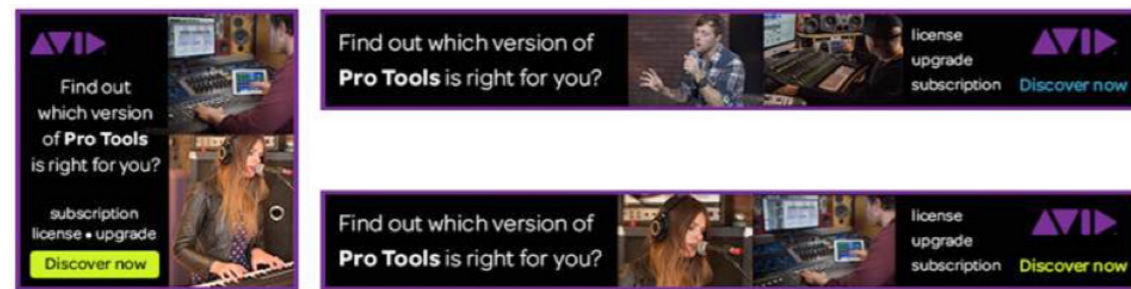 AVID
Find out
which version
of Pro Tools
is right for you?
subscription
license • upgrade
Discover now
Find out which version of
Pro Tools is right for you?
license
upgrade
subscription
AVID
Discover now
Find out which version of
Pro Tools is right for you?
license
upgrade
subscription
AVID
Discover now